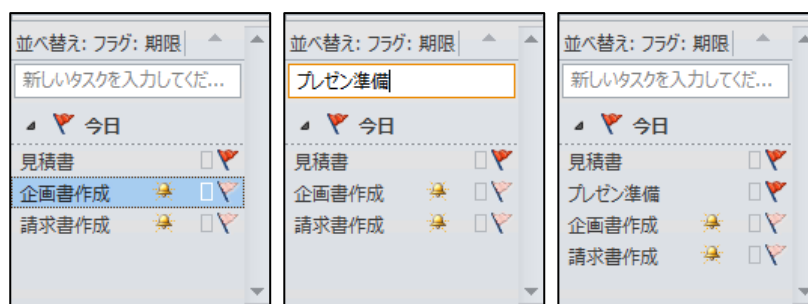 並べ替え: フラグ: 期限
新しいタスクを入力してくだ...
今日
見積書
企画書作成
請求書作成
並べ替え: フラグ: 期限
プレゼン準備
今日
見積書
企画書作成
請求書作成
並べ替え: フラグ: 期限
新しいタスクを入力してくだ...
今日
見積書
プレゼン準備
企画書作成
請求書作成